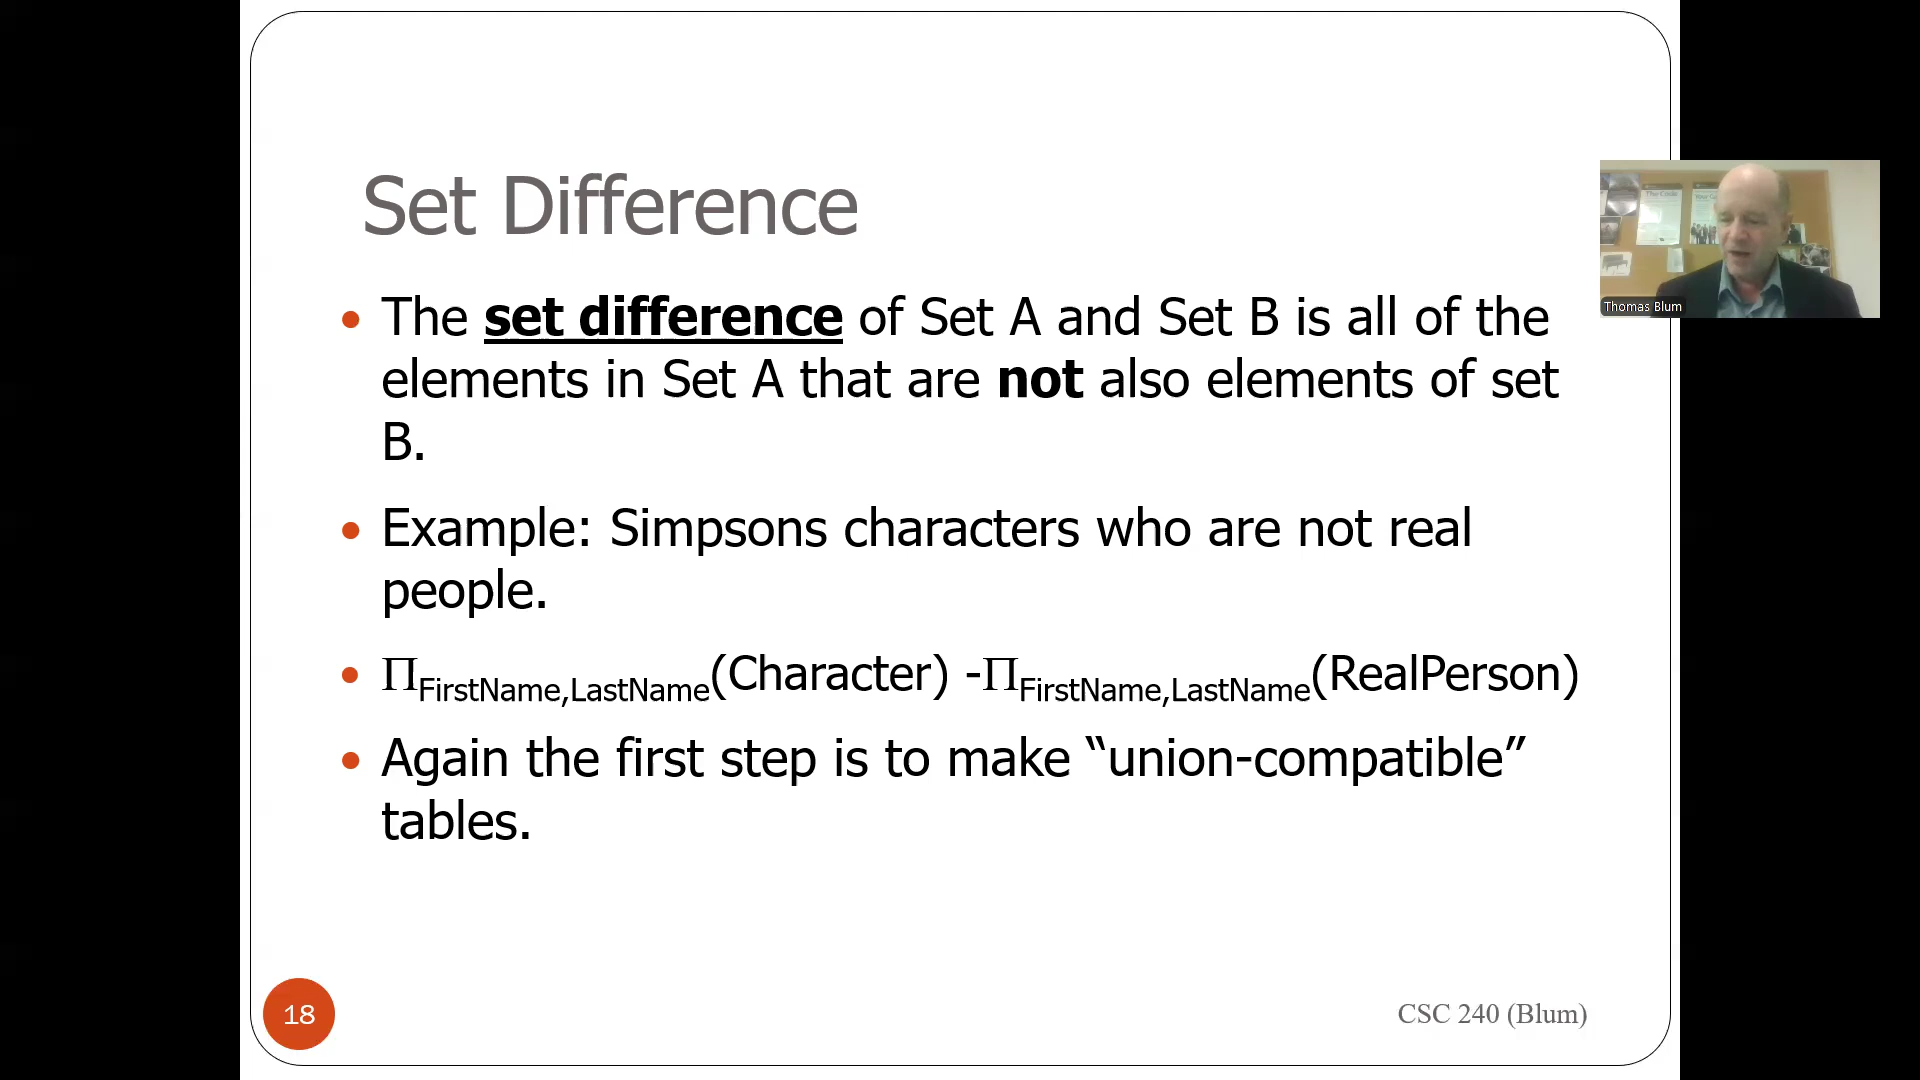 Set Difference
• The set difference of Set A and Set B is all of the
elements in Set A that are not also elements of set
B.
• Example: Simpsons characters who are not real
people.
• ΠFirstName,LastName(Character) -ΠFirstName,LastName(RealPerson)
• Again the first step is to make “union-compatible”
tables.
18
CSC 240 (Blum)
Thomas Blum